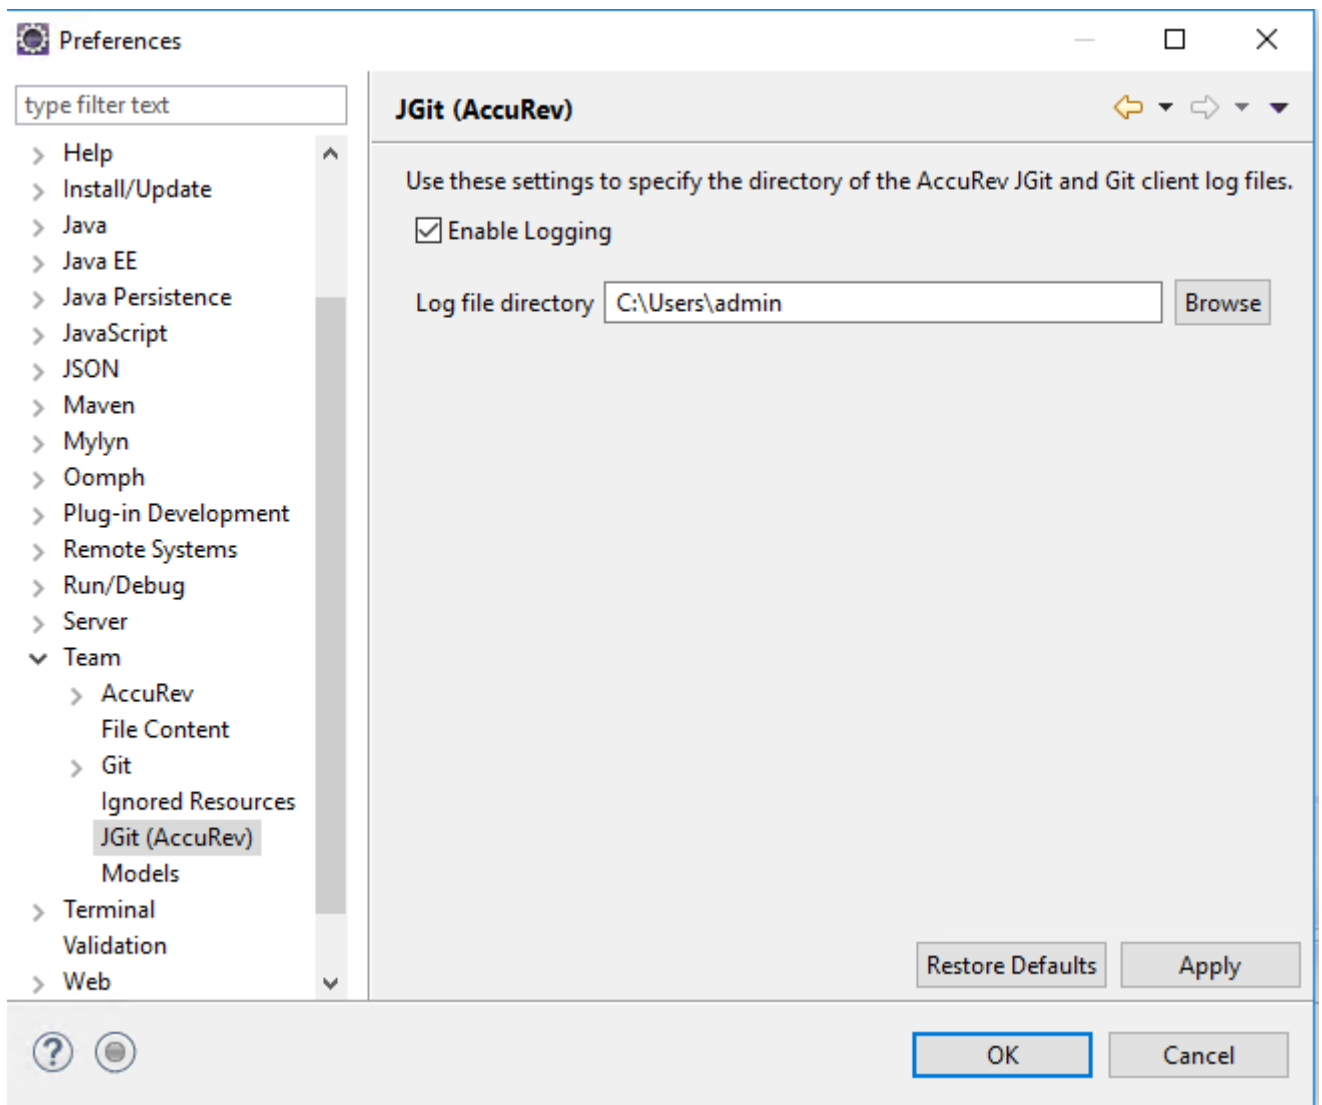 Preferences
type filter text
Help
Install/Update
Java
Java EE
Java Persistence
JavaScript
JSON
Maven
Mylyn
Oomph
Plug-in Development
Remote Systems
Run/Debug
Server
Team
AccuRev
File Content
Git
Ignored Resources
JGit (AccuRev)
Models
Terminal
Validation
Web
JGit (AccuRev)
Use these settings to specify the directory of the AccuRev JGit and Git client log files.
Enable Logging
Log file directory C:\Users\admin Browse
Restore Defaults Apply
? OK Cancel